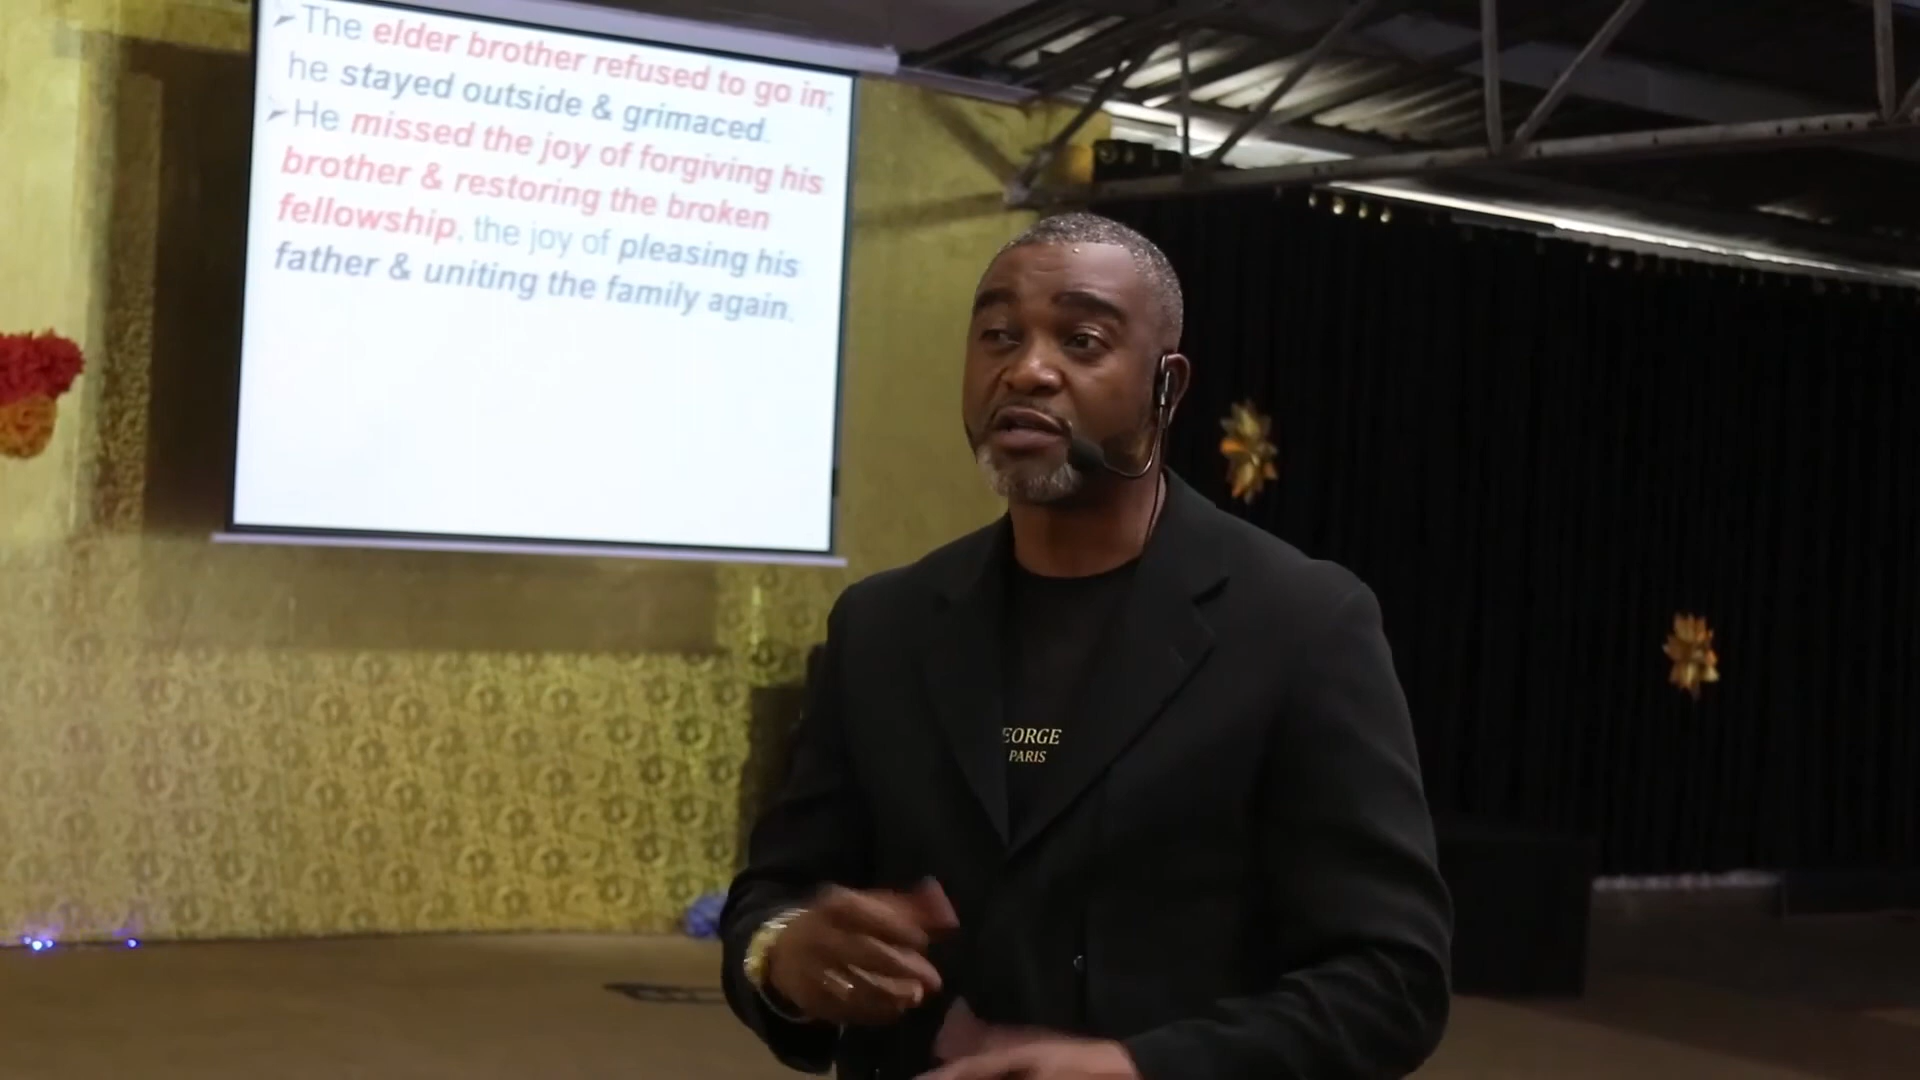 ➢The elder brother refused to go in;
he stayed outside & grimaced.
➢He missed the joy of forgiving his
brother & restoring the broken
fellowship, the joy of pleasing his
father & uniting the family again.
EORGE
PARIS